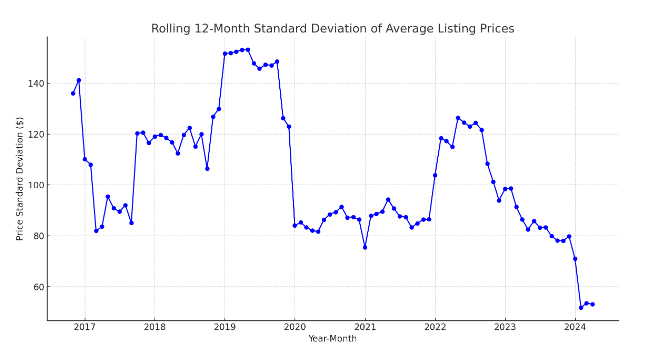 Rolling 12-Month Standard Deviation of Average Listing Prices
Price Standard Deviation ($)
140
120
100
80
60
2017 2018 2019 2020 2021 2022 2023 2024
Year-Month